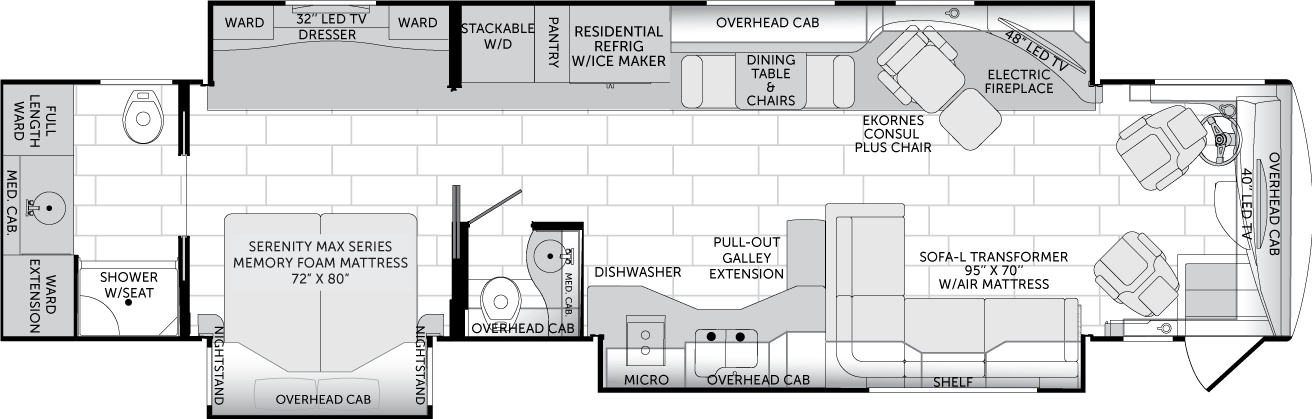 WARD
32" LED TV
DRESSER
WARD
STACKABLE
W/D
PANTRY
RESIDENTIAL
REFRIG
W/ICE MAKER
OVERHEAD CAB
DINING
TABLE
&
CHAIRS
48" LED TV
ELECTRIC
FIREPLACE
EKORNES
CONSUL
PLUS CHAIR
FULL
LENGTH
WARD
MED. CAB.
WARD
EXTENSION
SHOWER
W/SEAT
SERENITY MAX SERIES
MEMORY FOAM MATTRESS
72" X 80"
NIGHTSTAND
OVERHEAD CAB
NIGHTSTAND
MED. CAB.
OVERHEAD CAB
DISHWASHER
PULL-OUT
GALLEY
EXTENSION
MICRO
OVERHEAD CAB
SOFA-L TRANSFORMER
95" X 70"
W/AIR MATTRESS
SHELF
40" LED TV
OVERHEAD CAB